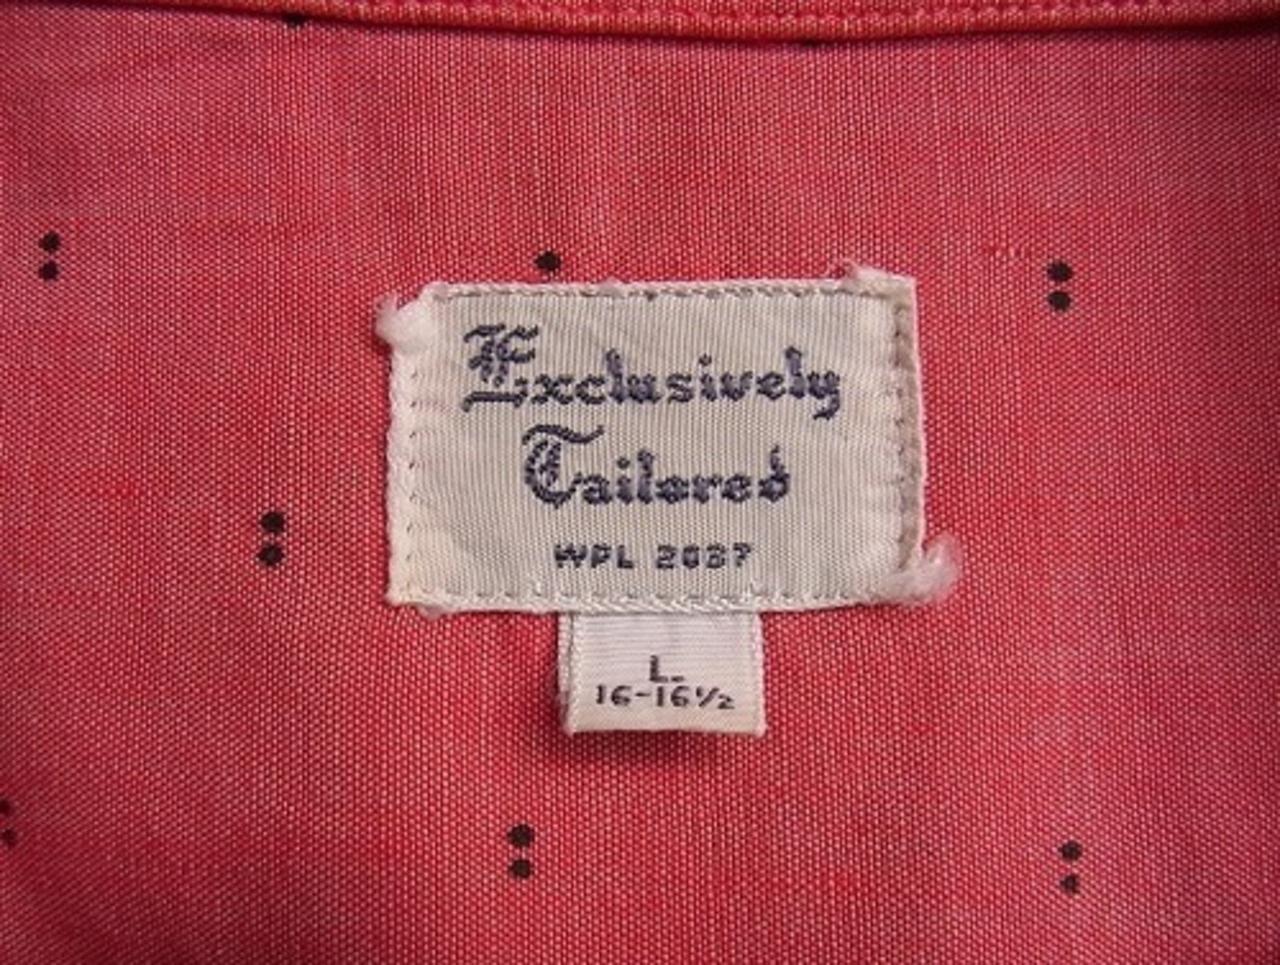 Exclusively
Tailored
WPL 2037
L.
16-16½